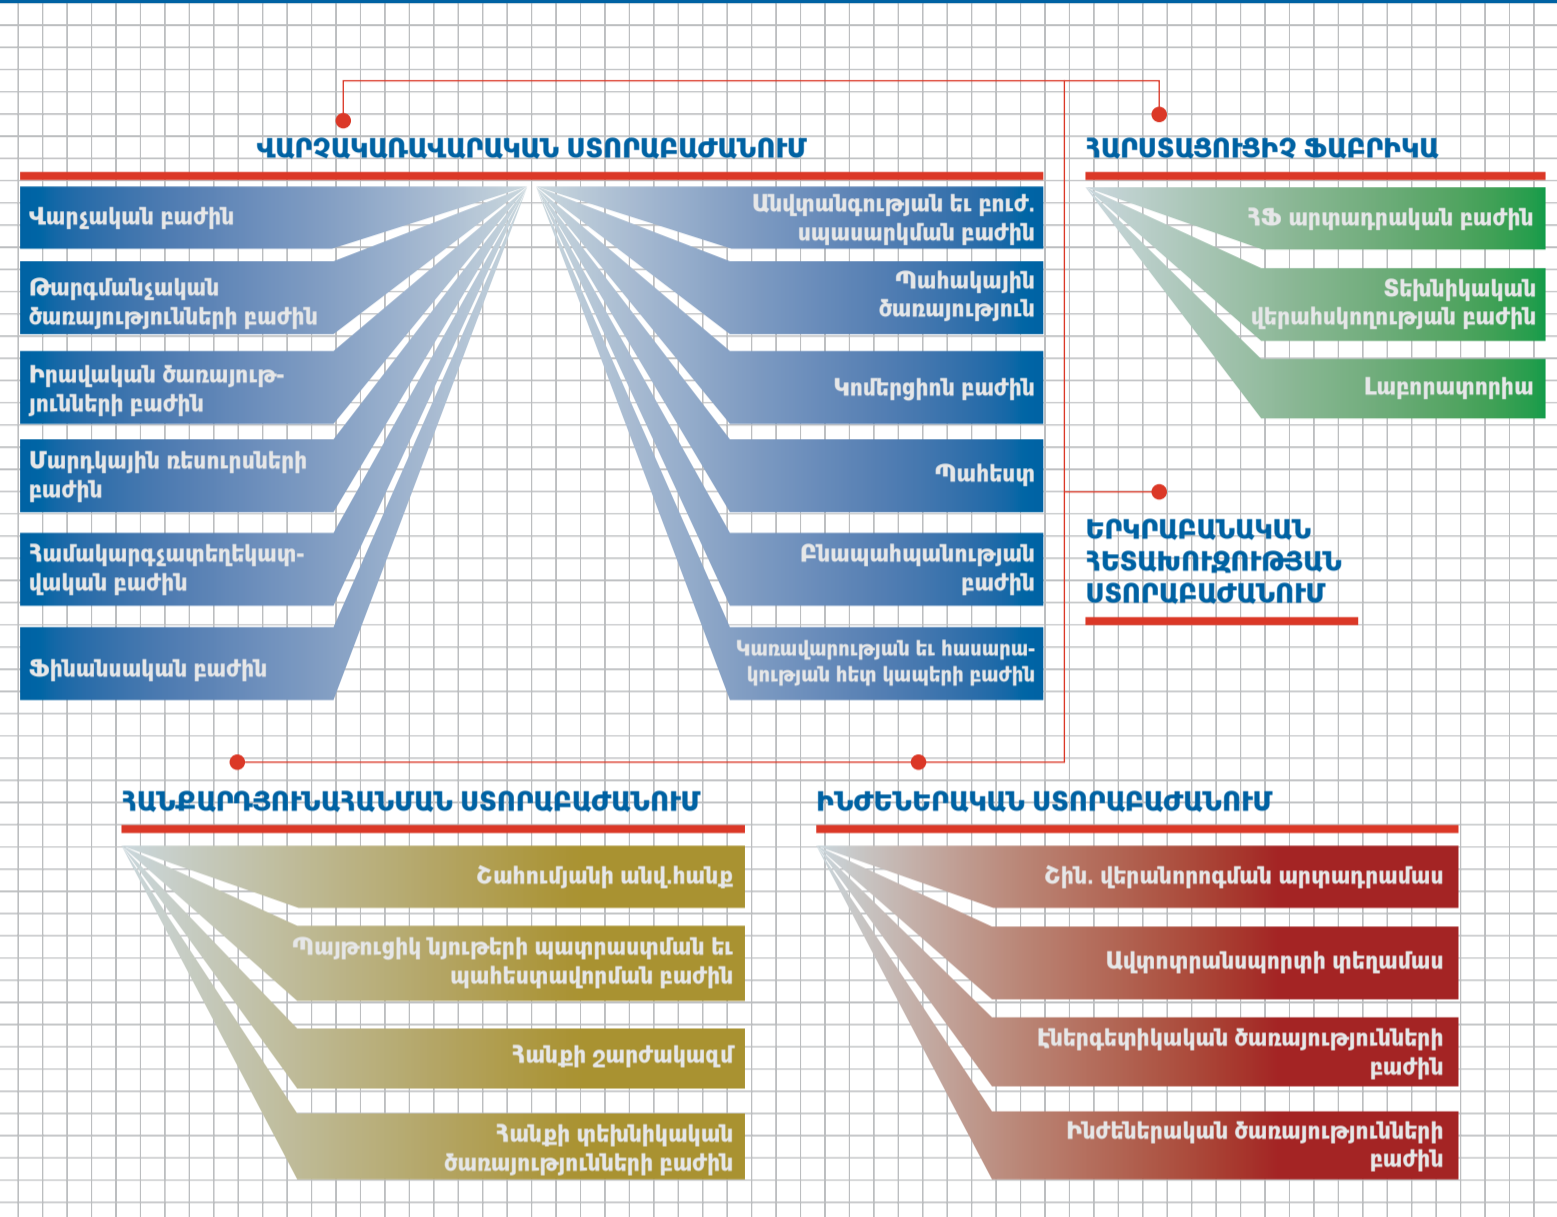 ՎԱՐՉԱԿԱՌԱՎԱՐԱԿԱՆ ՍՏՈՐԱԲԱԺԱՆՈՒՄ
Վարչական բաժին
Թարգմանչական
ծառայությունների բաժին
Իրավական ծառայութ-
յունների բաժին
Մարդկային ռեսուրսների
բաժին
Համակարգչատեղեկատ-
վական բաժին
Ֆինանսական բաժին
Անվտանգության եւ բուժ.
սպասարկման բաժին
Պահակային
ծառայություն
Կոմերցիոն բաժին
Պահեստ
Բնապահպանության
բաժին
Կառավարության եւ հասարա-
կության հետ կապերի բաժին
ՀԱՐՍՏԱՑՈՒՑԻՉ ՖԱԲՐԻԿԱ
ՀՖ արտադրական բաժին
Տեխնիկական
վերահսկողության բաժին
Լաբորատորիա
ԵՐԿՐԱԲԱՆԱԿԱՆ
ՀԵՏԱԽՈՒԶՈՒԹՅԱՆ
ՍՏՈՐԱԲԱԺԱՆՈՒՄ
ՀԱՆՔԱՐԴՅՈՒՆԱՀԱՆՄԱՆ ՍՏՈՐԱԲԱԺԱՆՈՒՄ
Շահումյանի անվ.հանք
Պայթուցիկ նյութերի պատրաստման եւ
պահեստավորման բաժին
Հանքի շարժակազմ
Հանքի տեխնիկական
ծառայությունների բաժին
ԻՆԺԵՆԵՐԱԿԱՆ ՍՏՈՐԱԲԱԺԱՆՈՒՄ
Շին. վերանորոգման արտադրամաս
Ավտոտրանսպորտի տեղամաս
Էներգետիկական ծառայությունների
բաժին
Ինժեներական ծառայությունների
բաժին